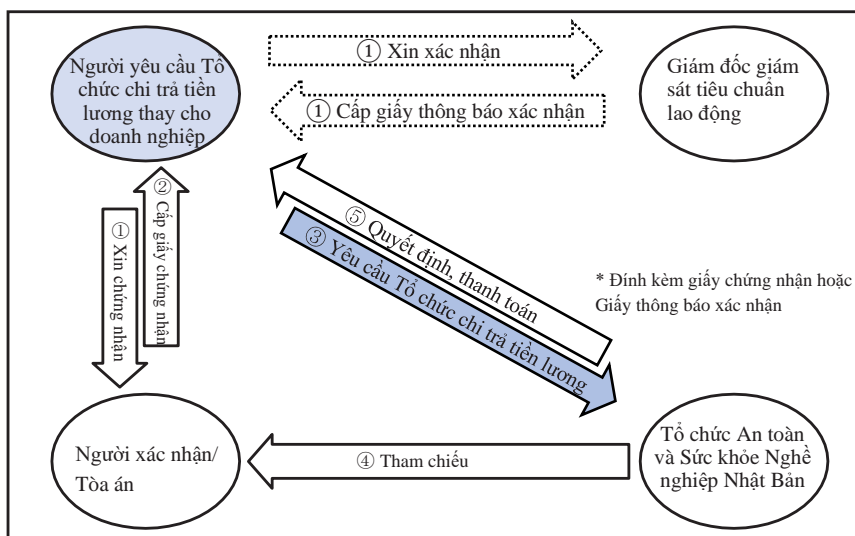 Người yêu cầu Tổ
chức chi trả tiền
lương thay cho
doanh nghiệp
① Xin xác nhận
① Cấp giấy thông báo xác nhận
Giám đốc giám
sát tiêu chuẩn
lao động
① Xin chứng nhận
② Cấp giấy chứng nhận
⑤ Quyết định, thanh toán
③ Yêu cầu Tổ chức chi trả tiền lương
* Đính kèm giấy chứng nhận hoặc
Giấy thông báo xác nhận
Người xác nhận/
Tòa án
④ Tham chiếu
Tổ chức An toàn
và Sức khỏe Nghề
nghiệp Nhật Bản